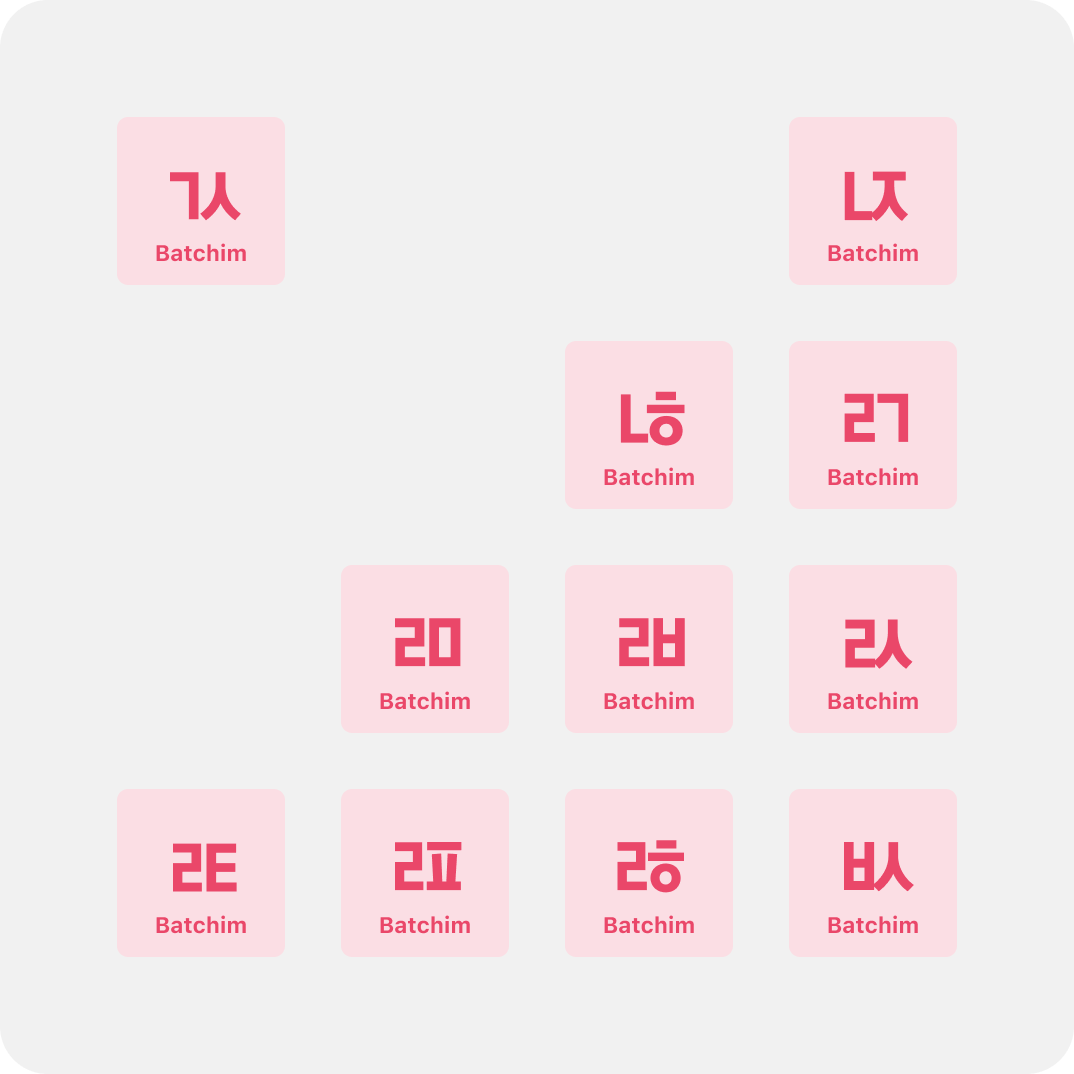 ㄳ
Batchim
ㄵ
Batchim
ㄶ
Batchim
ㄺ
Batchim
ㄻ
Batchim
ㄼ
Batchim
ㄽ
Batchim
ㄾ
Batchim
ㄿ
Batchim
ㅀ
Batchim
ㅄ
Batchim